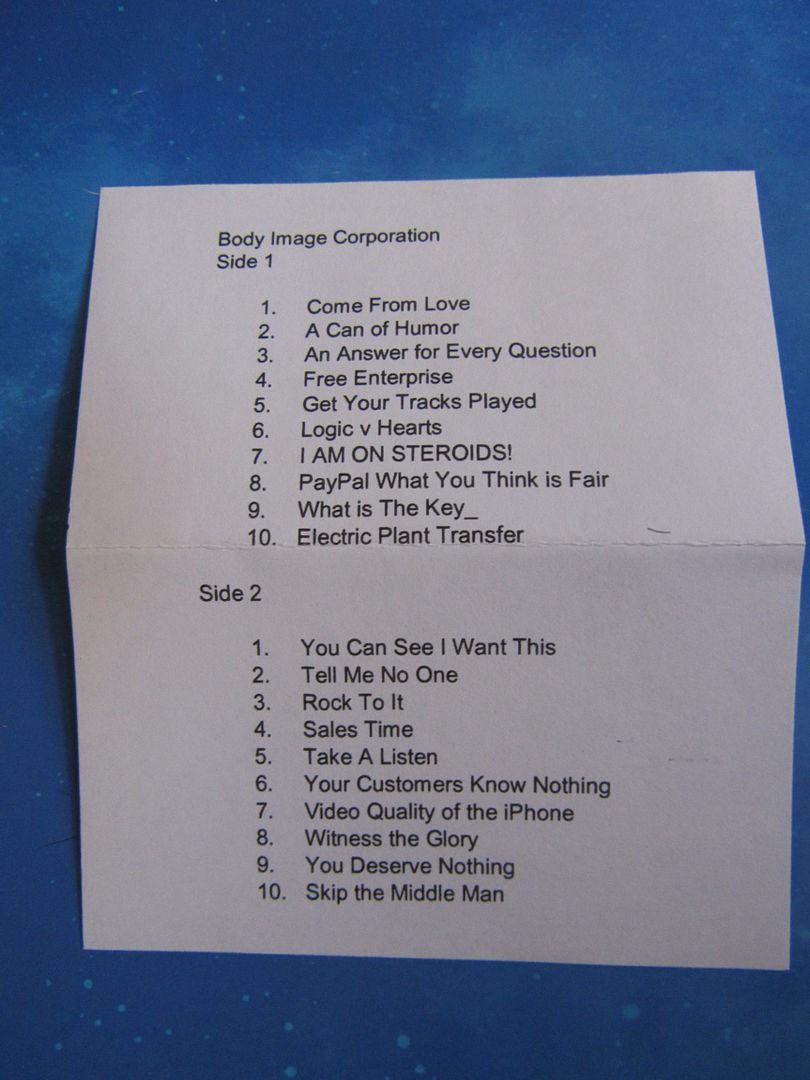 Body Image Corporation
Side 1
1. Come From Love
2. A Can of Humor
3. An Answer for Every Question
4. Free Enterprise
5. Get Your Tracks Played
6. Logic v Hearts
7. I AM ON STEROIDS!
8. PayPal What You Think is Fair
9. What is The Key_
10. Electric Plant Transfer
Side 2
1. You Can See I Want This
2. Tell Me No One
3. Rock To It
4. Sales Time
5. Take A Listen
6. Your Customers Know Nothing
7. Video Quality of the iPhone
8. Witness the Glory
9. You Deserve Nothing
10. Skip the Middle Man